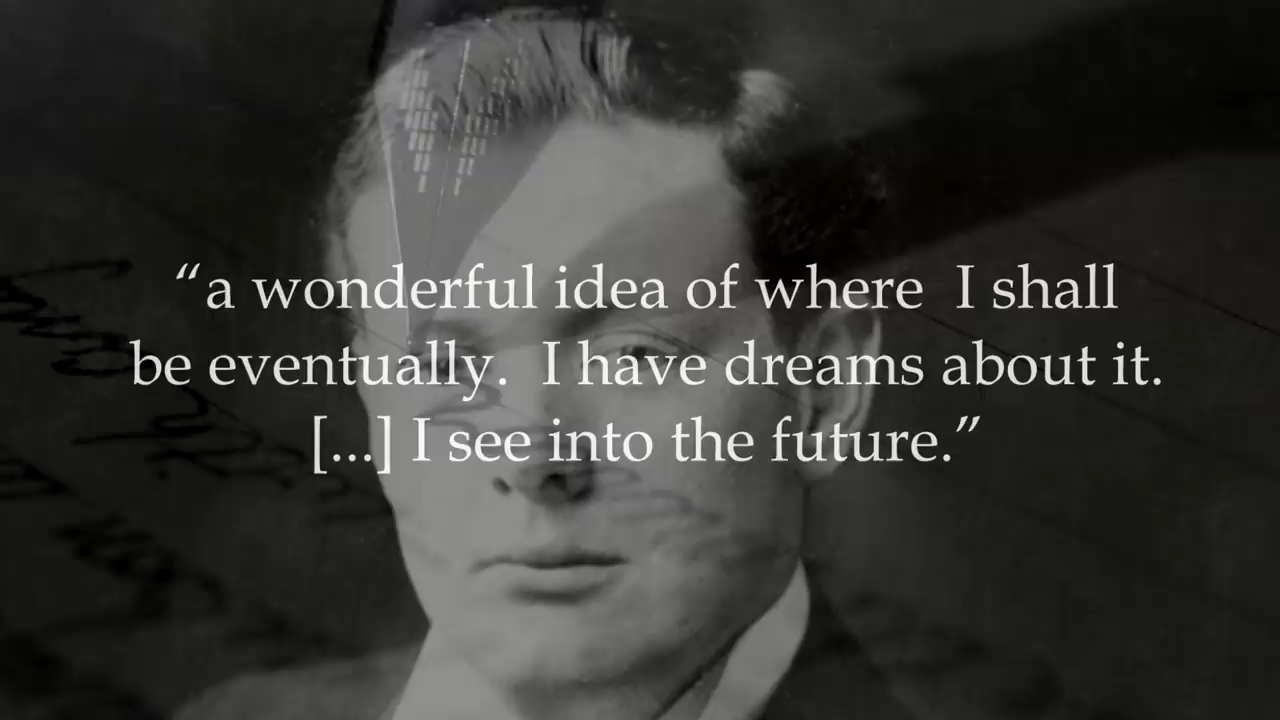 “a wonderful idea of where I shall
be eventually. I have dreams about it.
[...] I see into the future.”